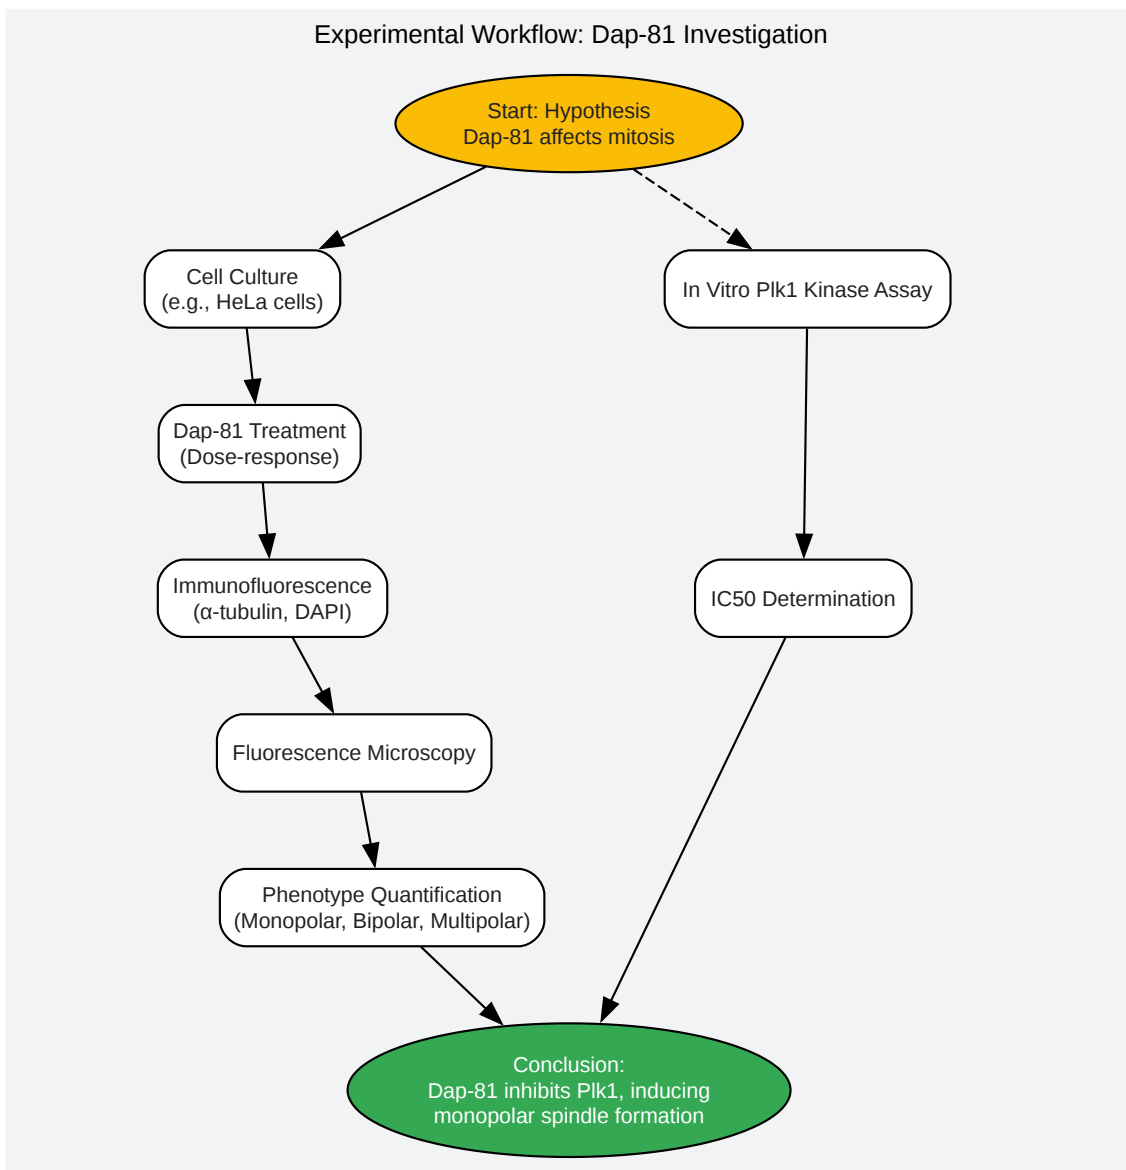 Experimental Workflow: Dap-81 Investigation
Start: Hypothesis
Dap-81 affects mitosis
Cell Culture
(e.g., HeLa cells)
In Vitro Plk1 Kinase Assay
Dap-81 Treatment
(Dose-response)
Immunofluorescence
(α-tubulin, DAPI)
IC50 Determination
Fluorescence Microscopy
Phenotype Quantification
(Monopolar, Bipolar, Multipolar)
Conclusion:
Dap-81 inhibits Plk1, inducing
monopolar spindle formation